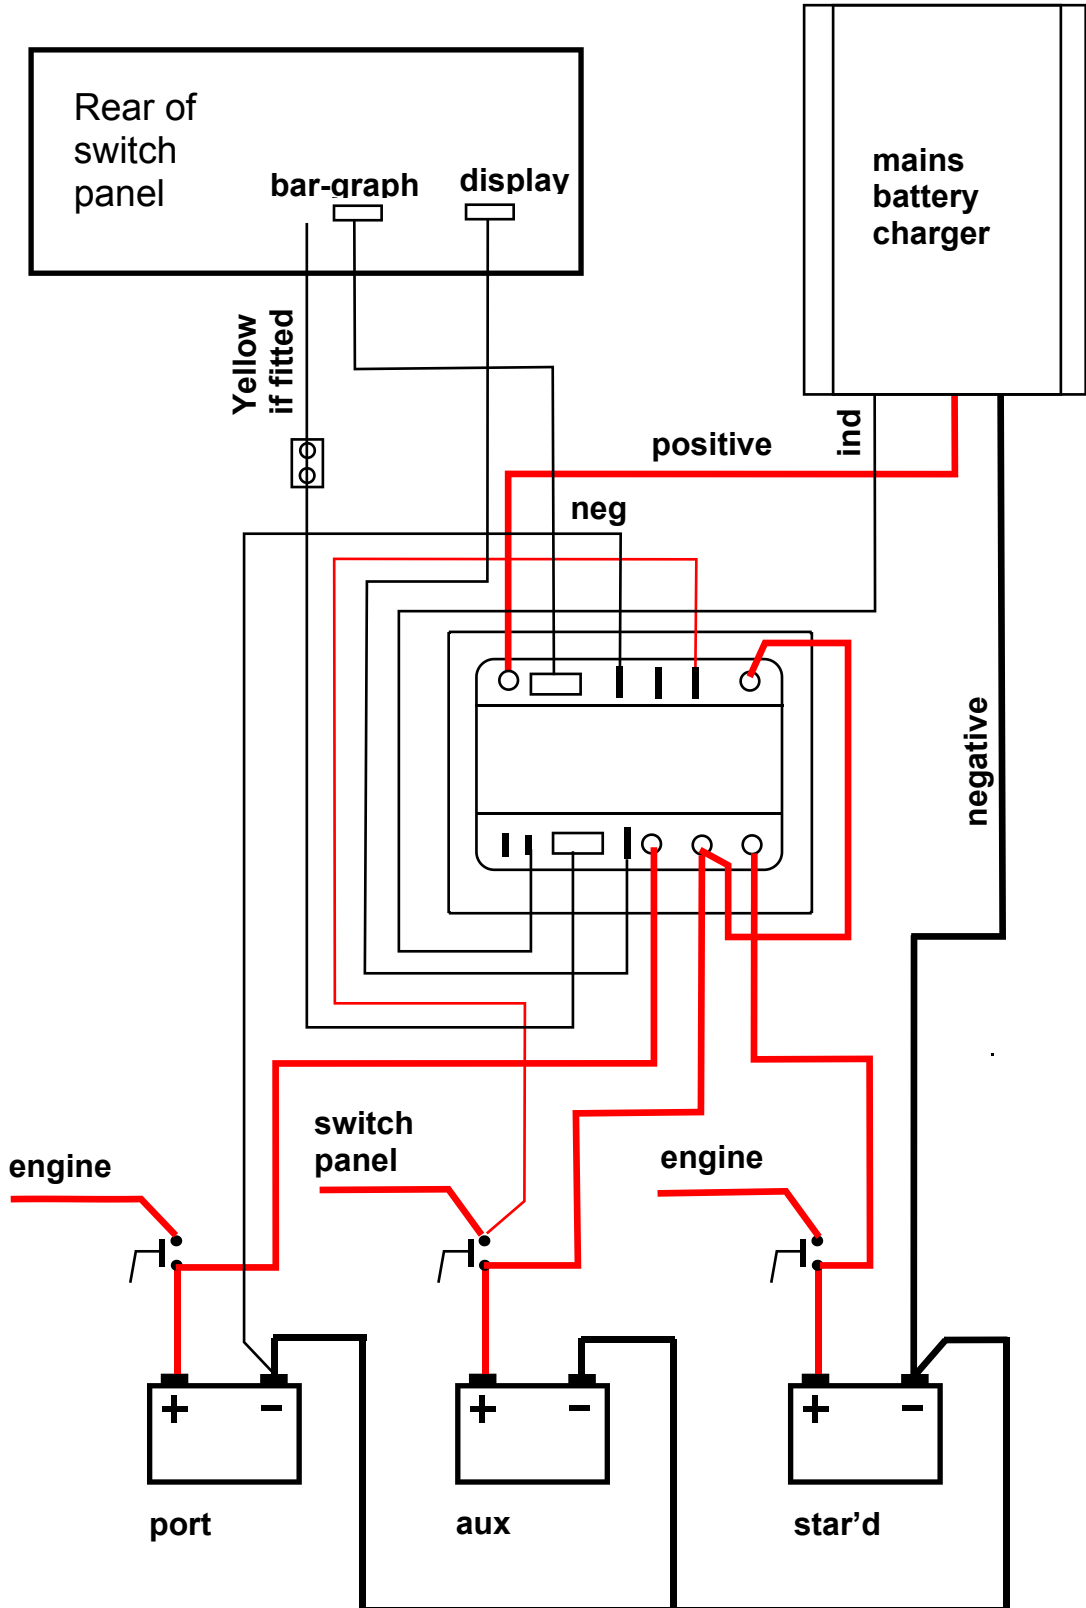 Rear of
switch
panel
bar-graph
display
mains
battery
charger
Yellow
if fitted
ind
positive
neg
negative
switch
panel
engine
engine
+
−
+
−
+
−
port
aux
star’d